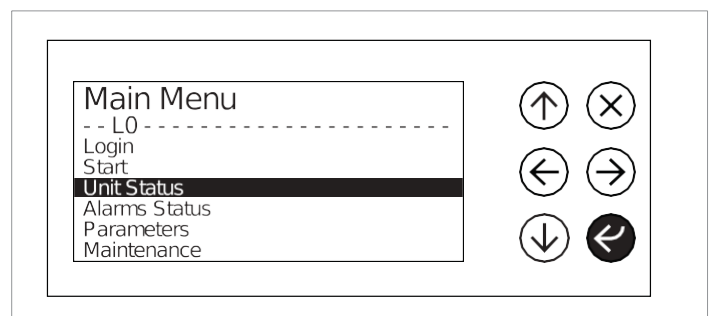 Main Menu
-- L0 ----------------------
Login
Start
Unit Status
Alarms Status
Parameters
Maintenance